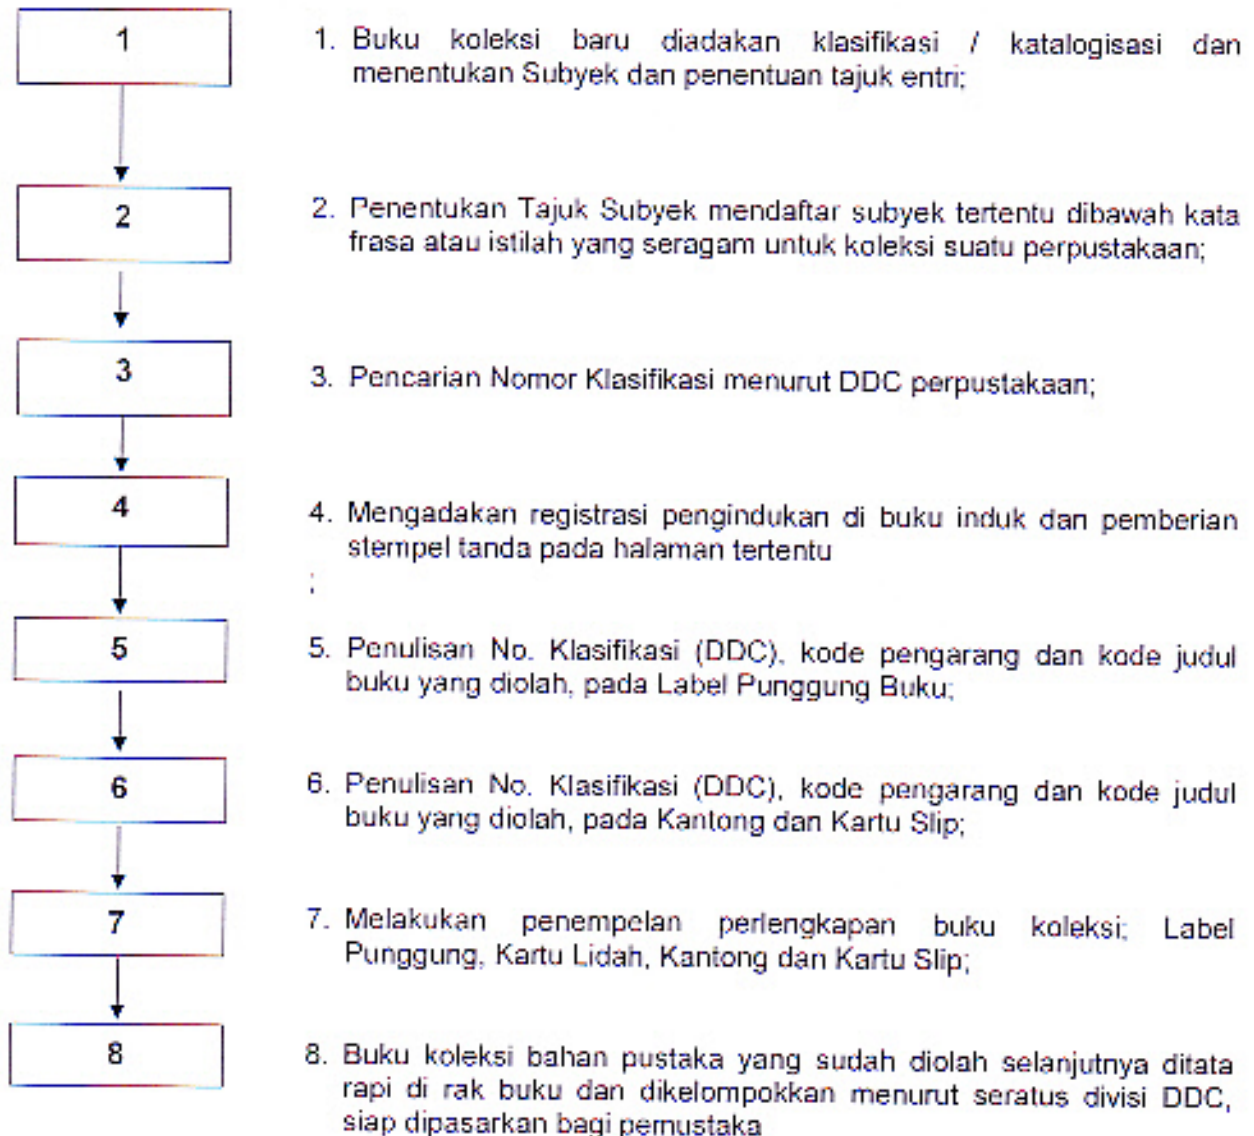 1
1. Buku koleksi baru diadakan klasifikasi / katalogisasi dan
menentukan Subyek dan penentuan tajuk entri;
2
2. Penentukan Tajuk Subyek mendaftar subyek tertentu dibawah kata
frasa atau istilah yang seragam untuk koleksi suatu perpustakaan;
3
3. Pencarian Nomor Klasifikasi menurut DDC perpustakaan;
4
4. Mengadakan registrasi pengindukan di buku induk dan pemberian
stempel tanda pada halaman tertentu
;
5
5. Penulisan No. Klasifikasi (DDC), kode pengarang dan kode judul
buku yang diolah, pada Label Punggung Buku;
6
6. Penulisan No. Klasifikasi (DDC), kode pengarang dan kode judul
buku yang diolah, pada Kantong dan Kartu Slip;
7
7. Melakukan penempelan perlengkapan buku koleksi; Label
Punggung, Kartu Lidah, Kantong dan Kartu Slip;
8
8. Buku koleksi bahan pustaka yang sudah diolah selanjutnya ditata
rapi di rak buku dan dikelompokkan menurut seratus divisi DDC,
siap dipasarkan bagi pemustaka